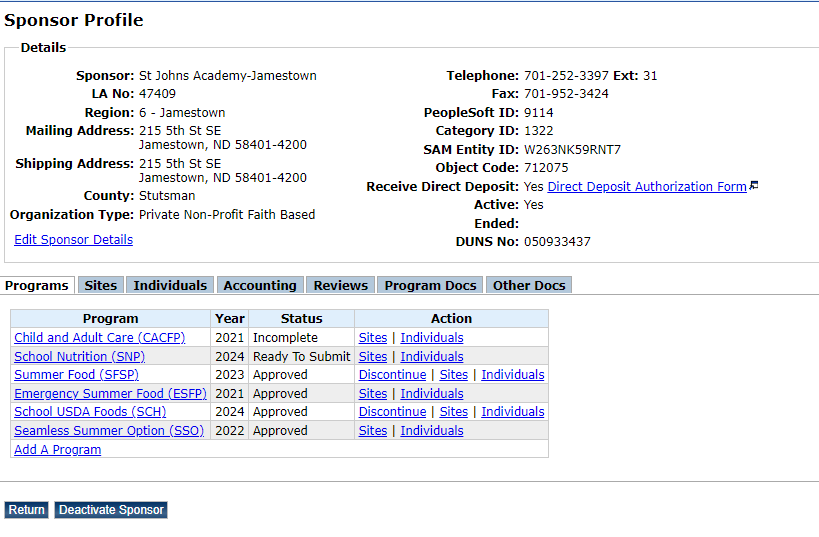 Sponsor Profile
Details
Sponsor: St Johns Academy-Jamestown
LA No: 47409
Region: 6 - Jamestown
Mailing Address: 215 5th St SE
Jamestown, ND 58401-4200
Shipping Address: 215 5th St SE
Jamestown, ND 58401-4200
County: Stutsman
Organization Type: Private Non-Profit Faith Based
Edit Sponsor Details
Telephone: 701-252-3397 Ext: 31
Fax: 701-952-3424
PeopleSoft ID: 9114
Category ID: 1322
SAM Entity ID: W263NK59RNT7
Object Code: 712075
Receive Direct Deposit: Yes Direct Deposit Authorization Form
Active: Yes
Ended:
DUNS No: 050933437
Programs Sites Individuals Accounting Reviews Program Docs Other Docs
Program Year Status Action
Child and Adult Care (CACFP) 2021 Incomplete Sites | Individuals
School Nutrition (SNP) 2024 Ready To Submit Sites | Individuals
Summer Food (SFSP) 2023 Approved Discontinue | Sites | Individuals
Emergency Summer Food (ESFP) 2021 Approved Sites | Individuals
School USDA Foods (SCH) 2024 Approved Discontinue | Sites | Individuals
Seamless Summer Option (SSO) 2022 Approved Sites | Individuals
Add A Program
Return Deactivate Sponsor